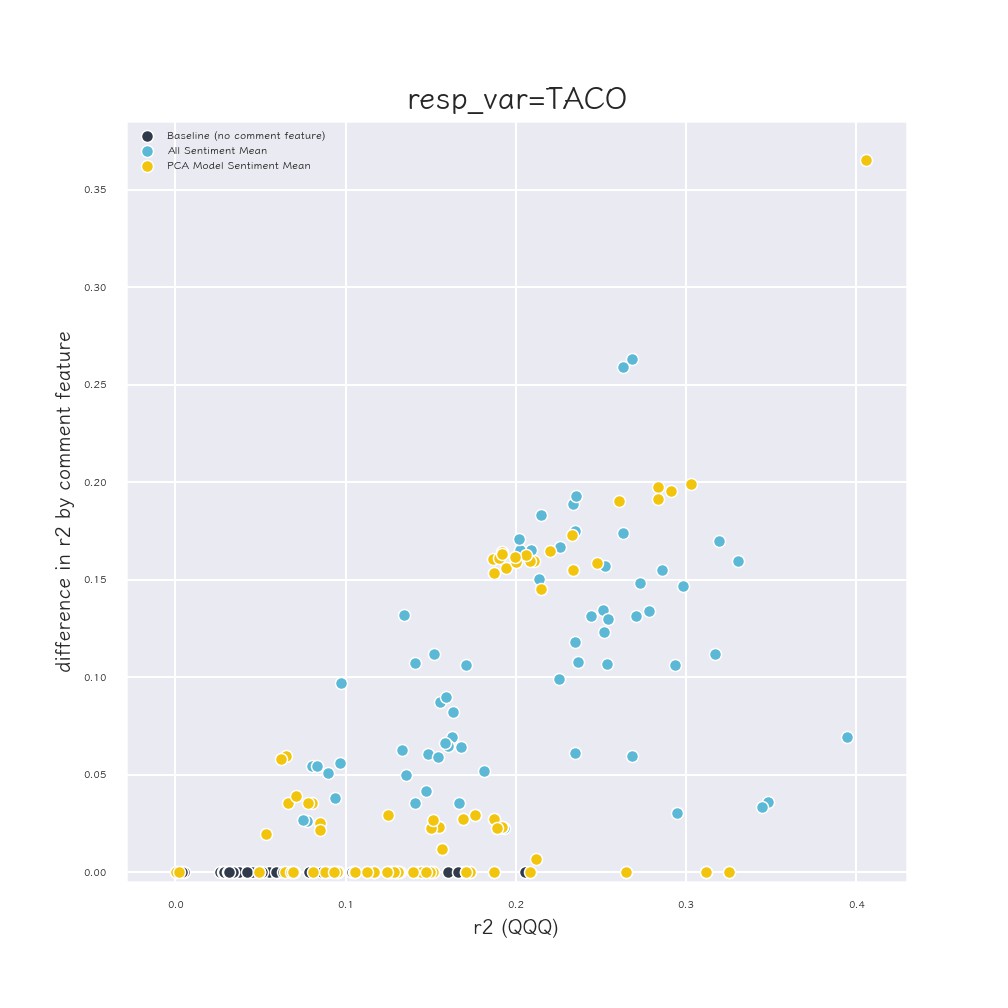 resp_var=TACO
Baseline (no comment feature)
All Sentiment Mean
PCA Model Sentiment Mean
difference in r2 by comment feature
0.35
0.30
0.25
0.20
0.15
0.10
0.05
0.00
0.0 0.1 0.2 0.3 0.4
r2 (QQQ)